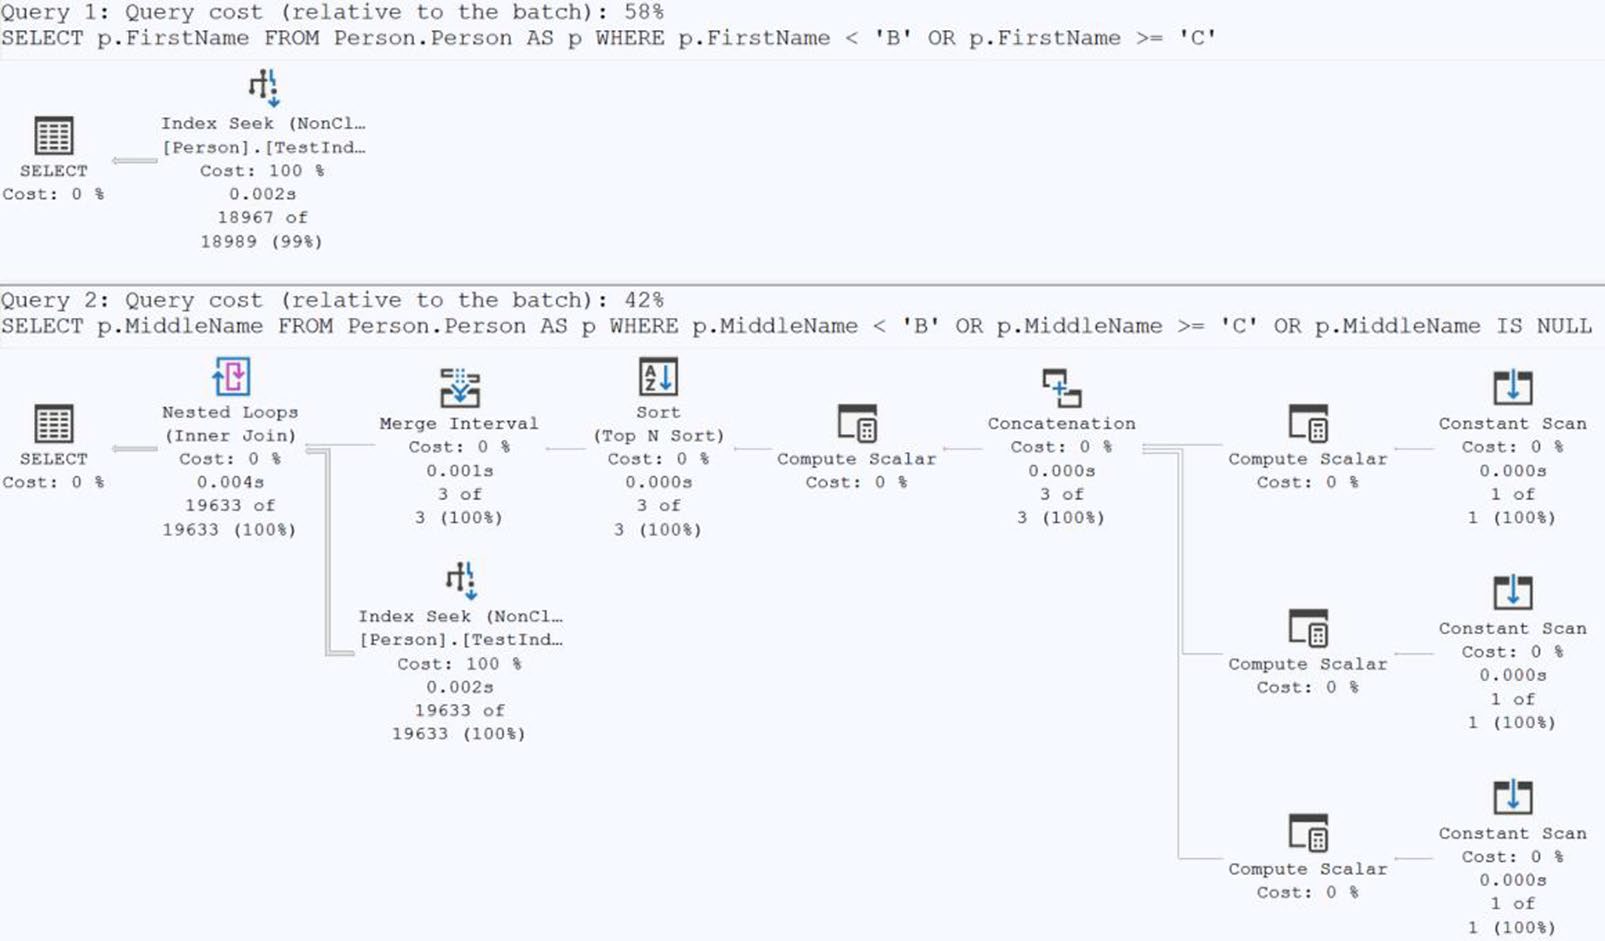 Query 1: Query cost (relative to the batch): 58%
SELECT p.FirstName FROM Person.Person AS p WHERE p.FirstName < 'B' OR p.FirstName >= 'C'
SELECT
Cost: 0 %
Index Seek (NonCl…
[Person].[TestInd…
Cost: 100 %
0.002s
18967 of
18989 (99%)
Query 2: Query cost (relative to the batch): 42%
SELECT p.MiddleName FROM Person.Person AS p WHERE p.MiddleName < 'B' OR p.MiddleName >= 'C' OR p.MiddleName IS NULL
SELECT
Cost: 0 %
Nested Loops
(Inner Join)
Cost: 0 %
0.004s
19633 of
19633 (100%)
Merge Interval
Cost: 0 %
0.001s
3 of
3 (100%)
Sort
(Top N Sort)
Cost: 0 %
0.000s
3 of
3 (100%)
Compute Scalar
Cost: 0 %
Concatenation
Cost: 0 %
0.000s
3 of
3 (100%)
Compute Scalar
Cost: 0 %
Constant Scan
Cost: 0 %
0.000s
1 of
1 (100%)
Index Seek (NonCl…
[Person].[TestInd…
Cost: 100 %
0.002s
19633 of
19633 (100%)
Compute Scalar
Cost: 0 %
Constant Scan
Cost: 0 %
0.000s
1 of
1 (100%)
Compute Scalar
Cost: 0 %
Constant Scan
Cost: 0 %
0.000s
1 of
1 (100%)